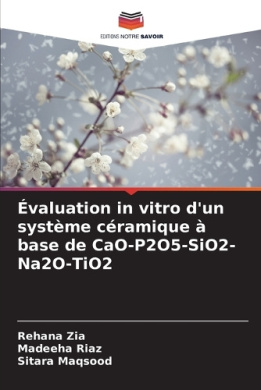 EDITIONS NOTRE SAVOIR
Évaluation in vitro d'un
système céramique à
base de CaO-P2O5-SiO2-
Na2O-TiO2
Rehana Zia
Madeeha Riaz
Sitara Maqsood